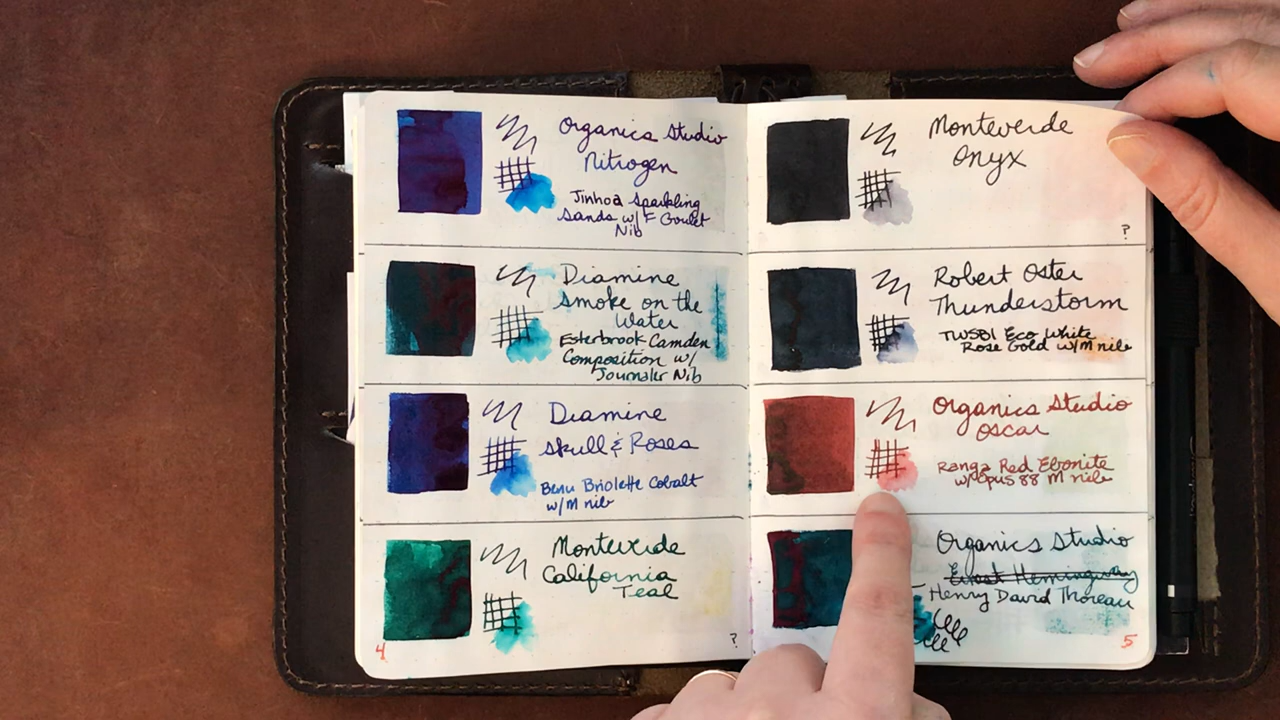 Organics Studio
Nitrogen
Jinhoa Sparkling
Sands w/ F Goulet
Nib
Diamine
Smoke on the
Water
Esterbrook Camden
Composition w/
Journaler Nib
Diamine
Skull & Roses
Benu Briolette Cobalt
w/M nib
Monteverde
California
Teal
?
4
Monteverde
Onyx
?
Robert Oster
Thunderstorm
TWSBI Eco White
Rose Gold w/M nib
Organics Studio
Oscar
Ranga Red Ebonite
w/Opus 88 M nib
Organics Studio
Ernest Hemingway
Henry David Thoreau
5